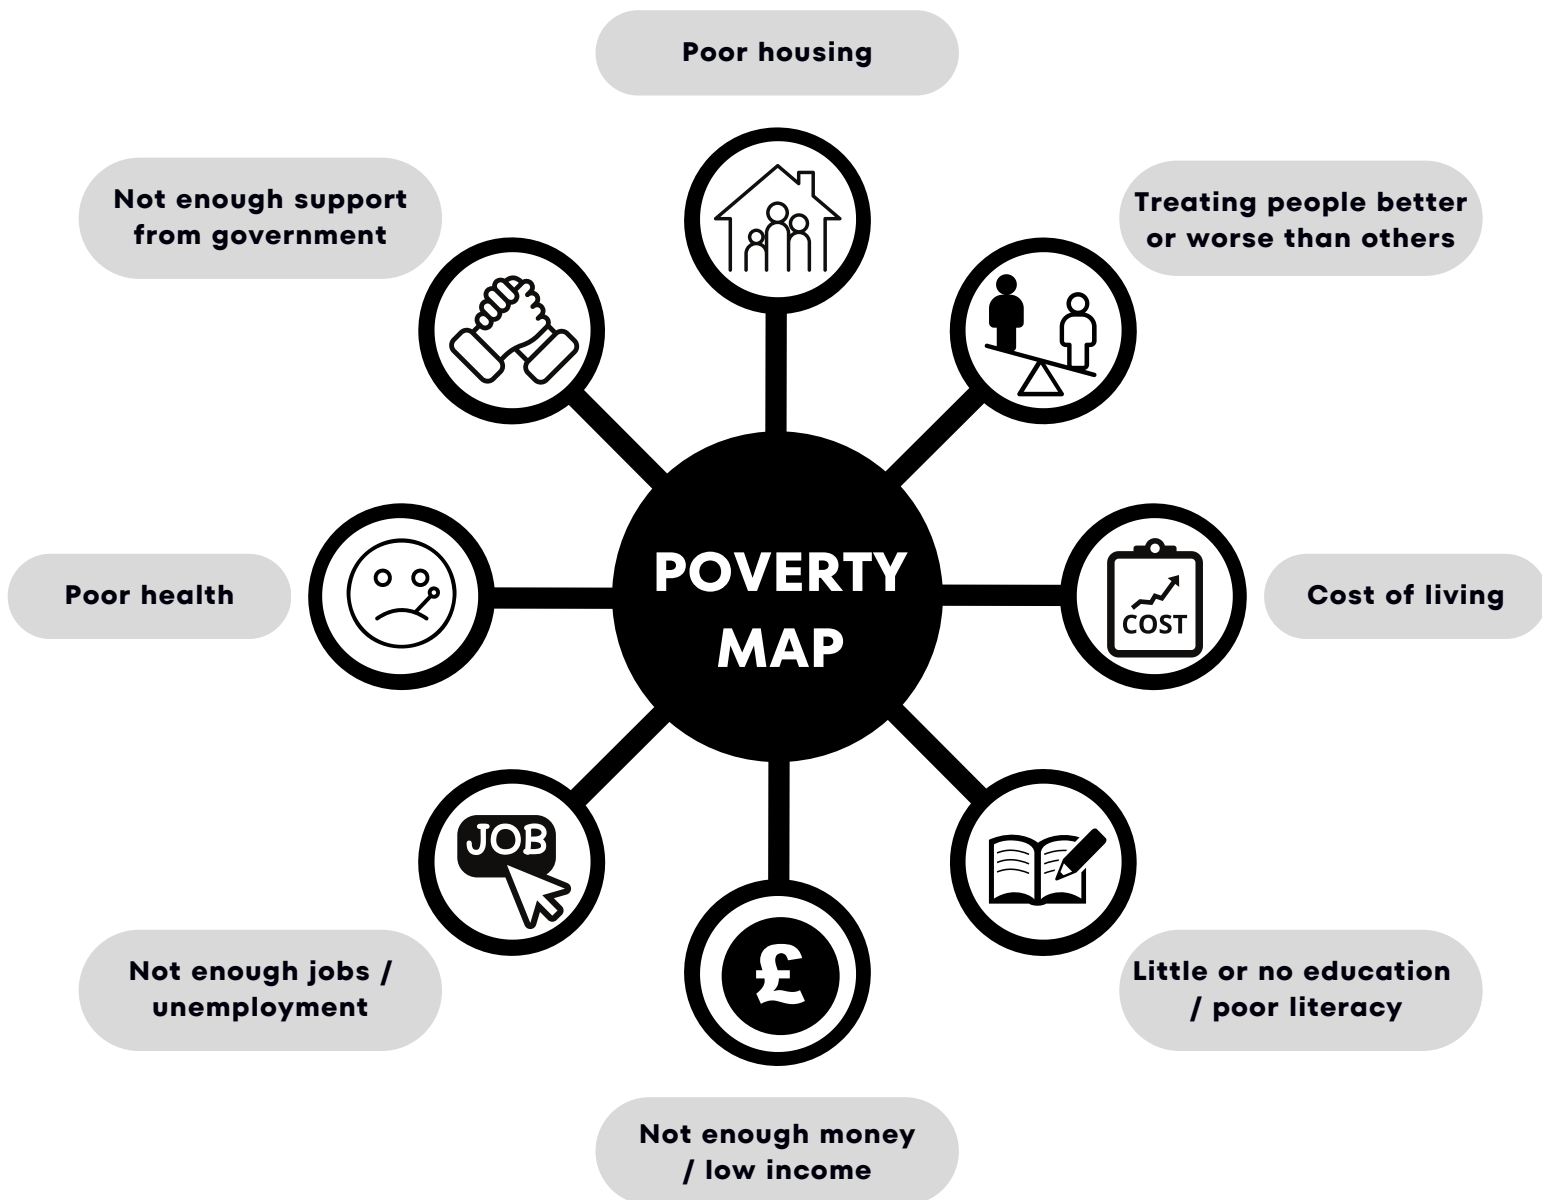 Poor housing
Not enough support
from government
Treating people better
or worse than others
Poor health
POVERTY
MAP
COST
Cost of living
JOB
Not enough jobs /
unemployment
£
Little or no education
/ poor literacy
Not enough money
/ low income